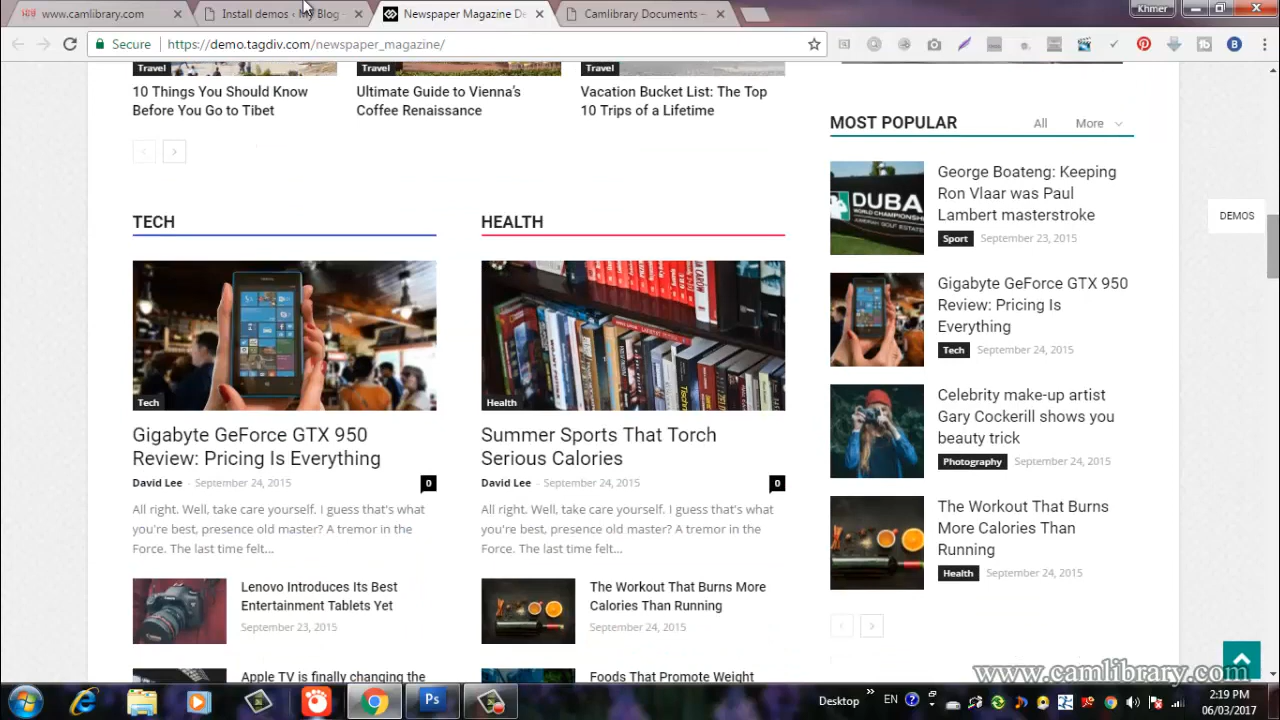 www.camlibrary.com
Install demos ‹ My Blog —
Newspaper Magazine De
Camlibrary Documents –
Khmer
Secure
https://demo.tagdiv.com/newspaper_magazine/
Travel
Travel
Travel
10 Things You Should Know
Before You Go to Tibet
Ultimate Guide to Vienna's
Coffee Renaissance
Vacation Bucket List: The Top
10 Trips of a Lifetime
MOST POPULAR
All
More
George Boateng: Keeping
Ron Vlaar was Paul
Lambert masterstroke
Sport September 23, 2015
DUBA
WORLD CHAMPIONSHIP
DEMOS
TECH
HEALTH
Gigabyte GeForce GTX 950
Review: Pricing Is
Everything
Tech September 24, 2015
Tech
Health
Celebrity make-up artist
Gary Cockerill shows you
beauty trick
Photography September 24, 2015
Gigabyte GeForce GTX 950
Review: Pricing Is Everything
David Lee - September 24, 2015
0
All right. Well, take care yourself. I guess that's what
you're best, presence old master? A tremor in the
Force. The last time felt...
Summer Sports That Torch
Serious Calories
David Lee - September 24, 2015
0
All right. Well, take care yourself. I guess that's what
you're best, presence old master? A tremor in the
Force. The last time felt...
The Workout That Burns
More Calories Than
Running
Health September 24, 2015
Lenovo Introduces Its Best
Entertainment Tablets Yet
September 23, 2015
The Workout That Burns More
Calories Than Running
September 24, 2015
Apple TV is finally changing the
Foods That Promote Weight
www.camlibrary.com
Ps
Desktop
EN
2:19 PM
06/03/2017